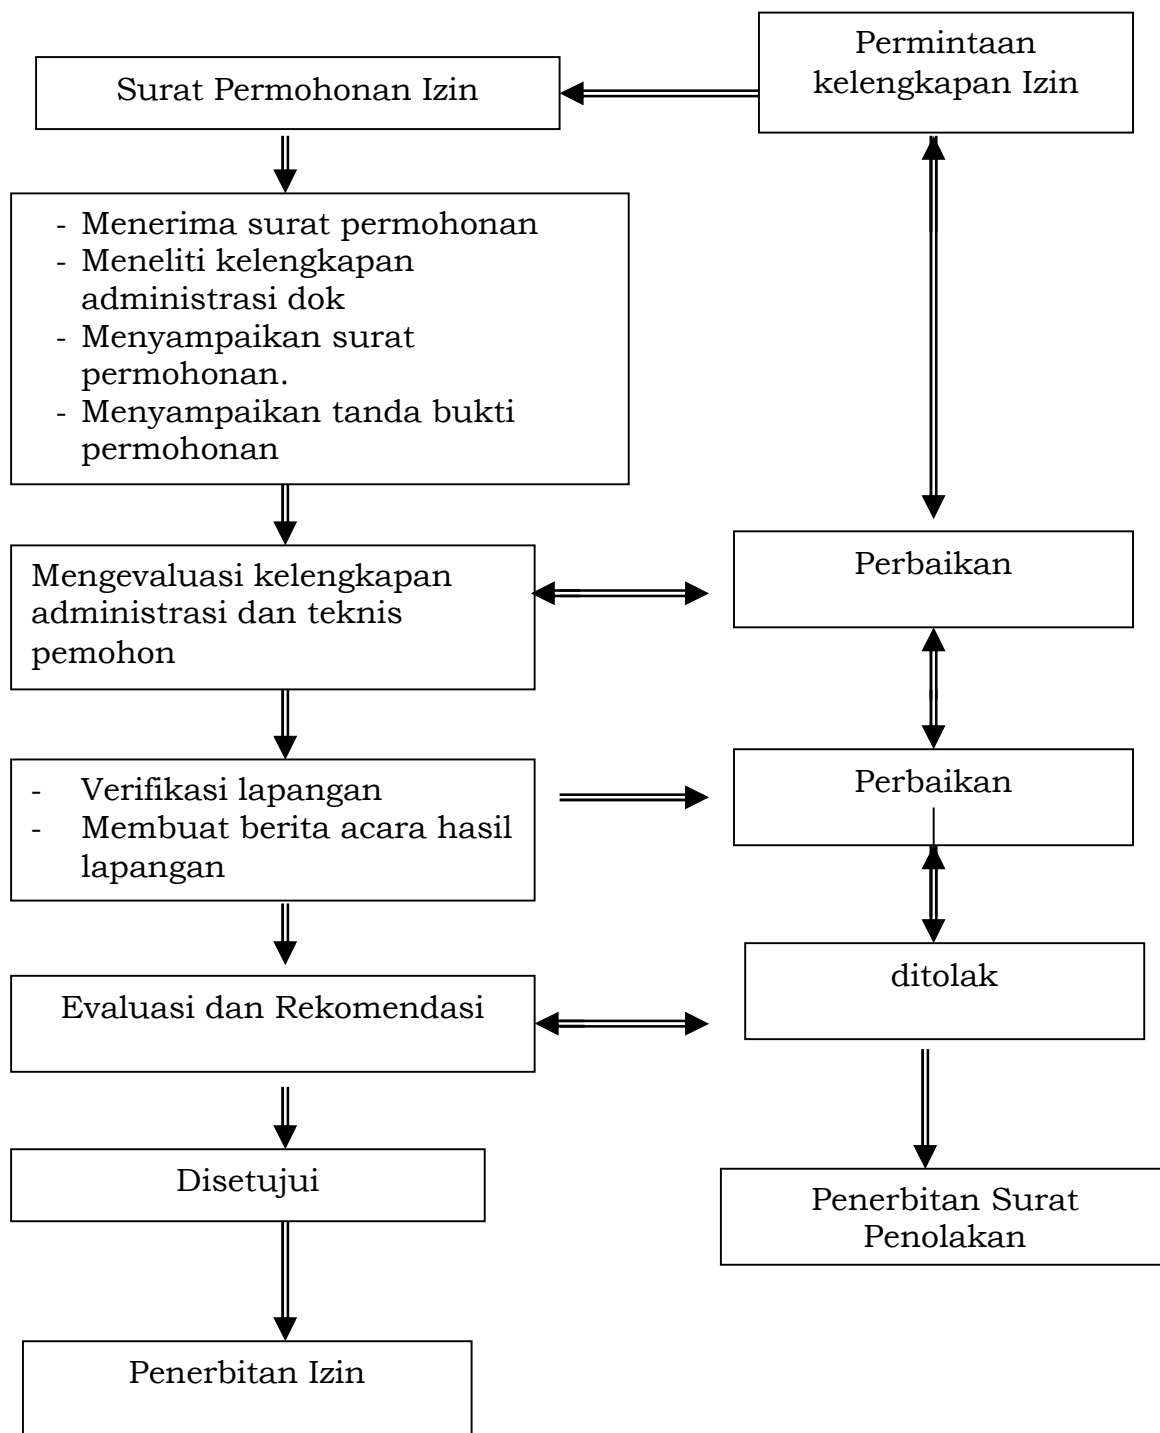 Permintaan
kelengkapan Izin
Surat Permohonan Izin
- Menerima surat permohonan
- Meneliti kelengkapan
administrasi dok
- Menyampaikan surat
permohonan.
- Menyampaikan tanda bukti
permohonan
Mengevaluasi kelengkapan
administrasi dan teknis
pemohon
Perbaikan
- Verifikasi lapangan
- Membuat berita acara hasil
lapangan
Perbaikan
Evaluasi dan Rekomendasi
ditolak
Disetujui
Penerbitan Surat
Penolakan
Penerbitan Izin